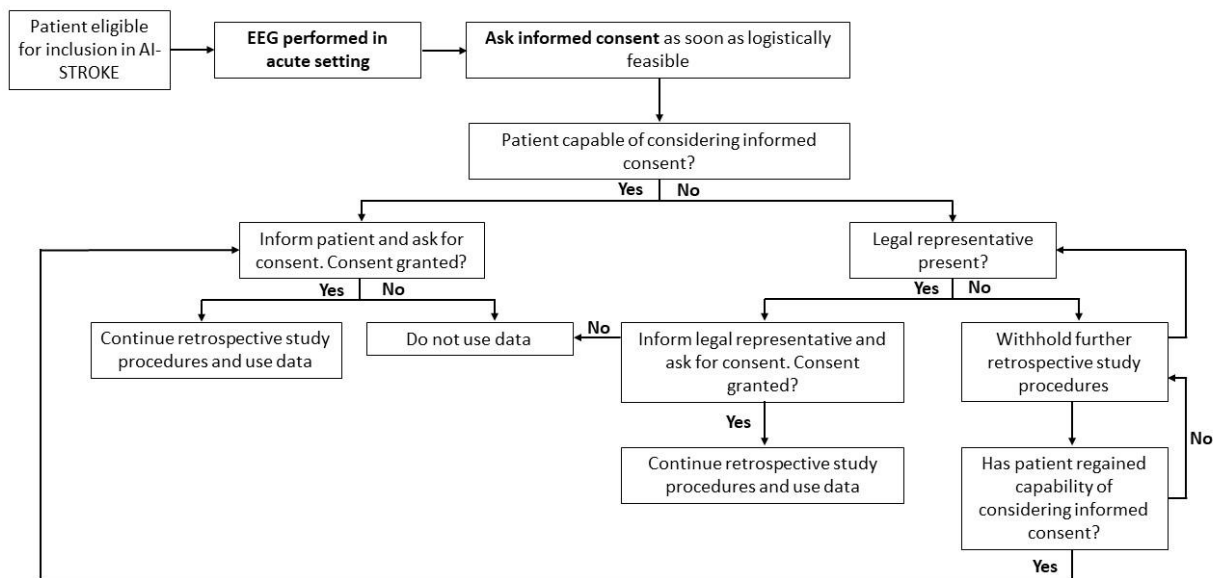 Patient eligible
for inclusion in AI-
STROKE
EEG performed in
acute setting
Ask informed consent as soon as logistically
feasible
Patient capable of considering informed
consent?
Yes
No
Inform patient and ask for
consent. Consent granted?
Legal representative
present?
Yes
No
Yes
No
Continue retrospective study
procedures and use data
Do not use data
No
Inform legal representative and
ask for consent. Consent
granted?
Withhold further
retrospective study
procedures
Yes
No
Continue retrospective study
procedures and use data
Has patient regained
capability of
considering informed
consent?
Yes